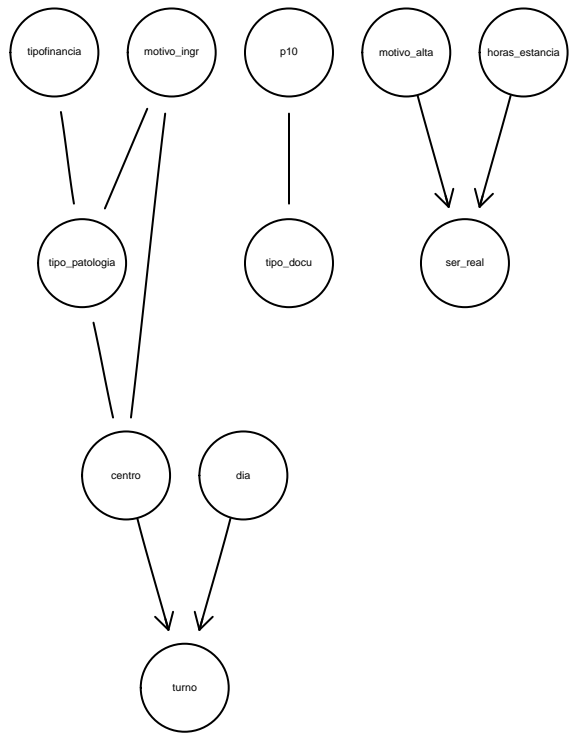 tipofinancia
motivo_ingr
p10
motivo_alta
horas_estancia
tipo_patologia
tipo_docu
ser_real
centro
dia
turno